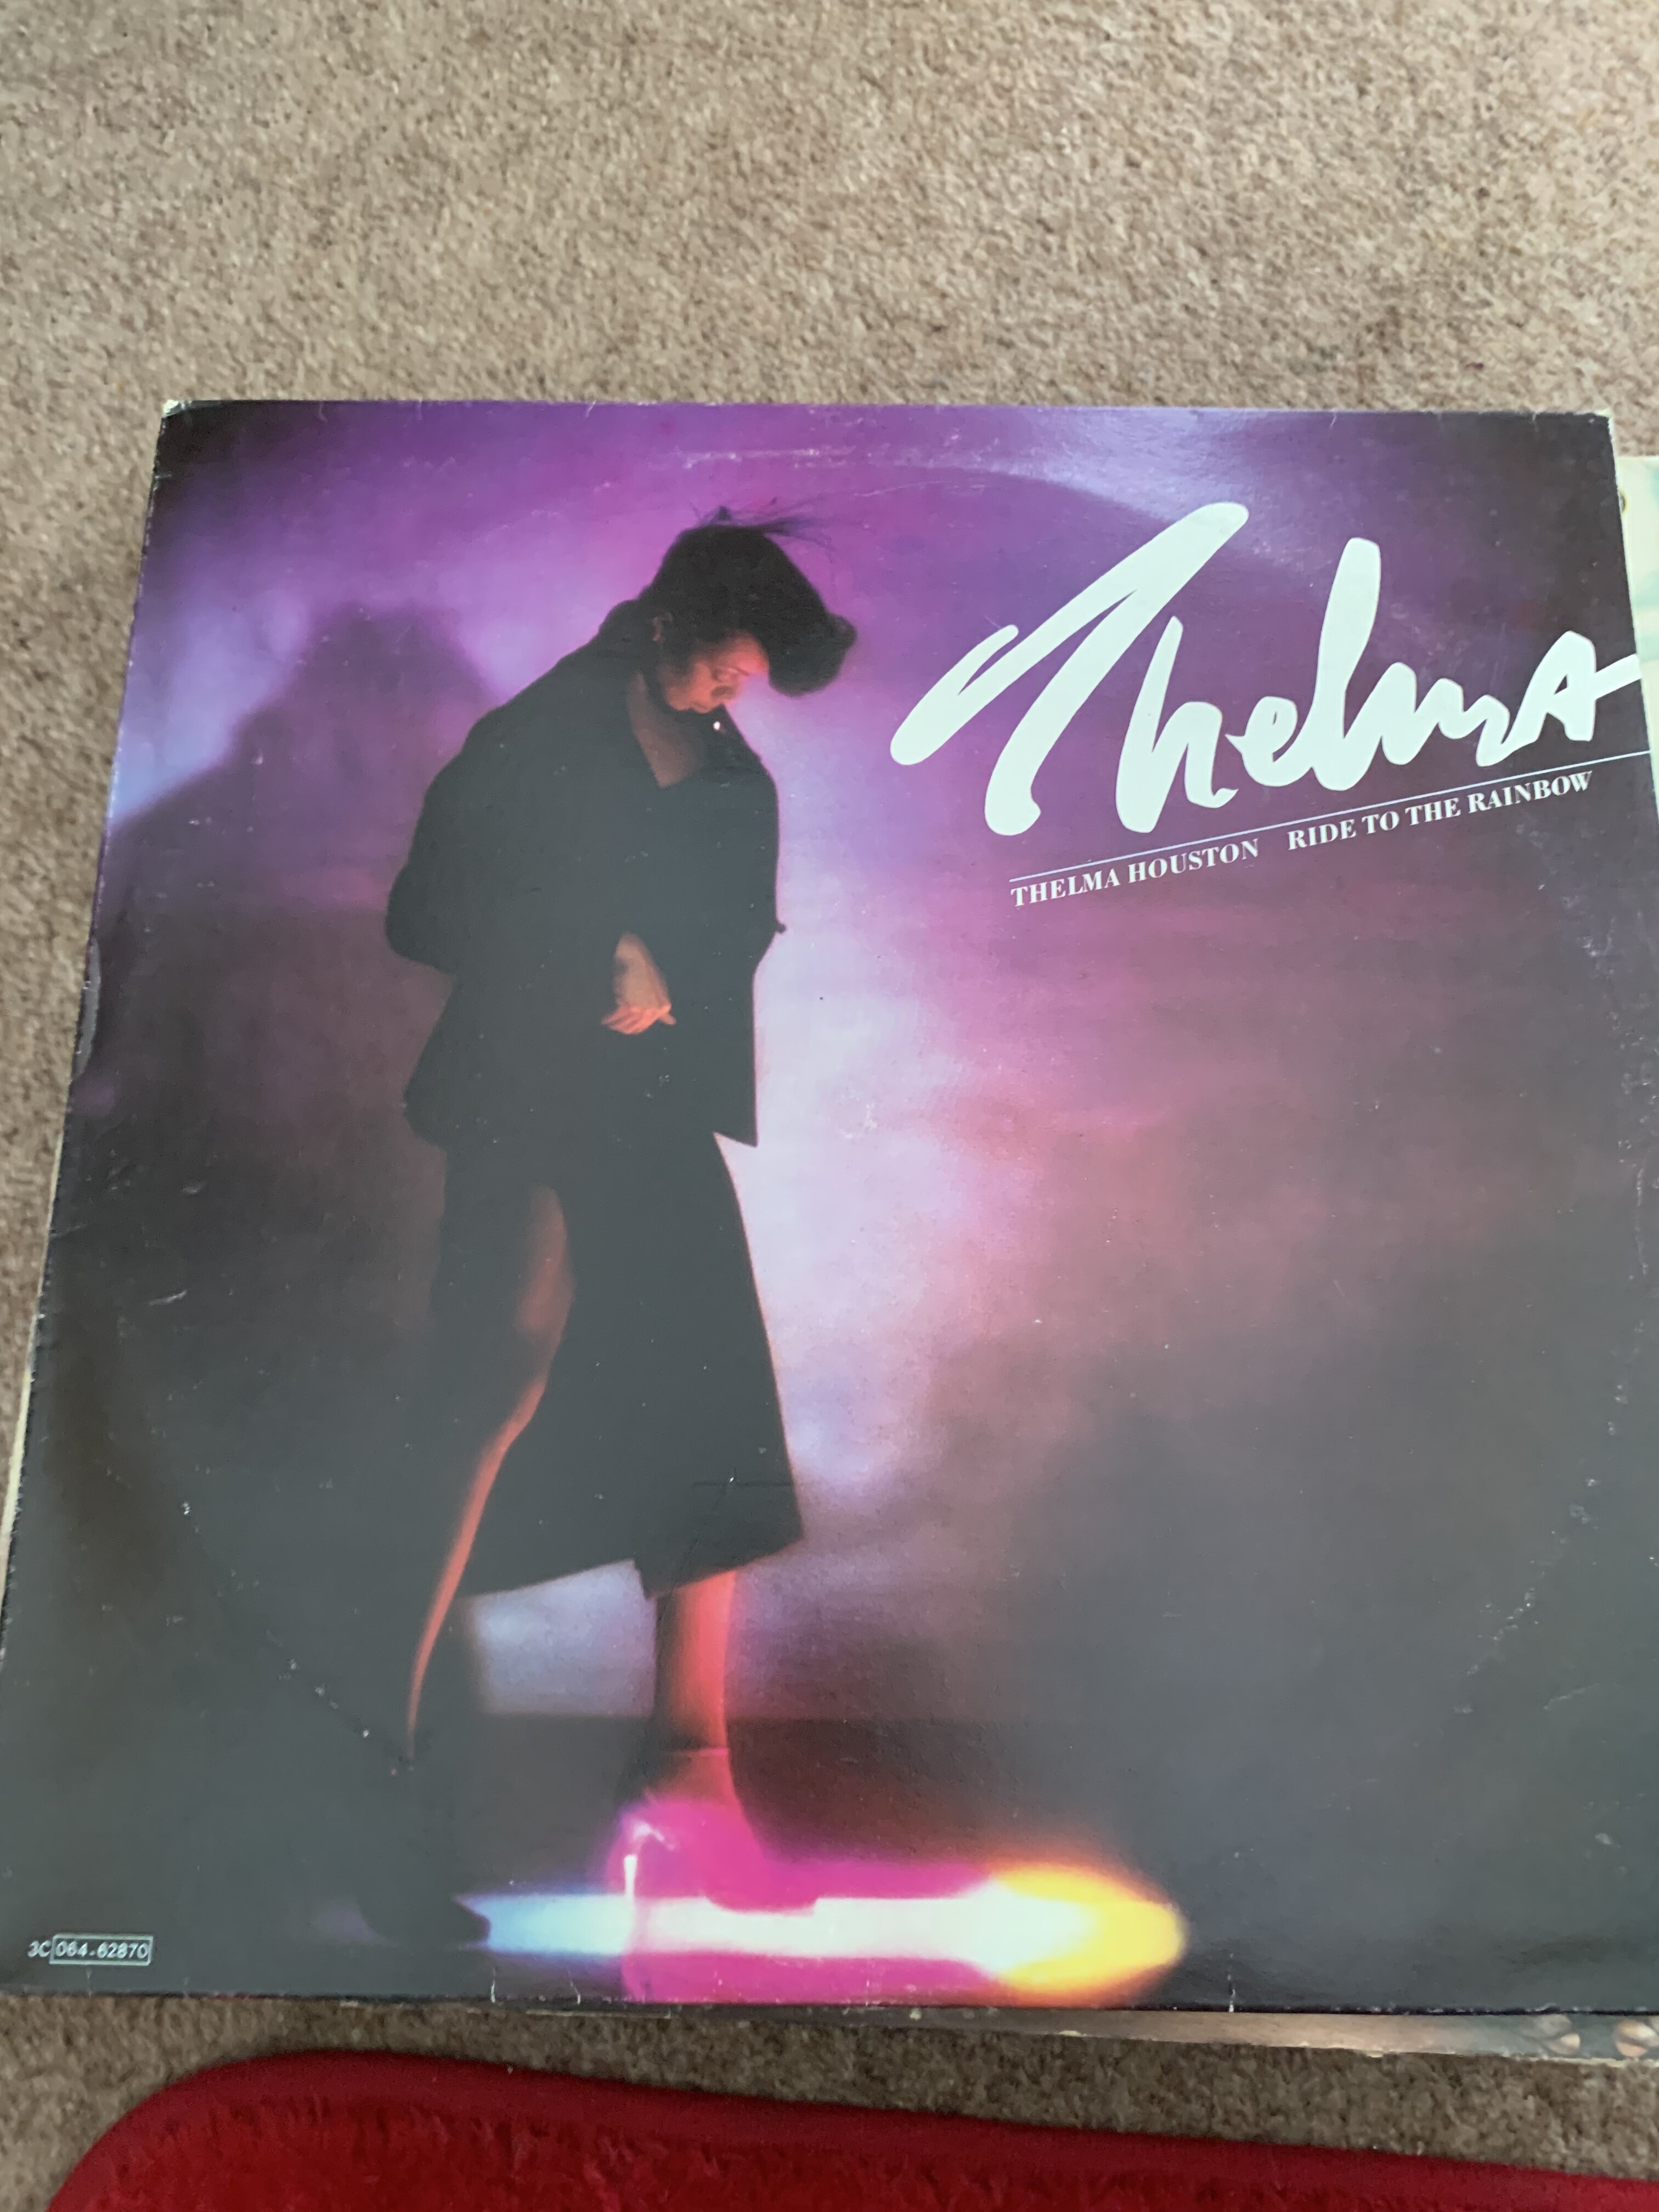 Thelma
THELMA HOUSTON RIDE TO THE RAINBOW
3C 064-62870